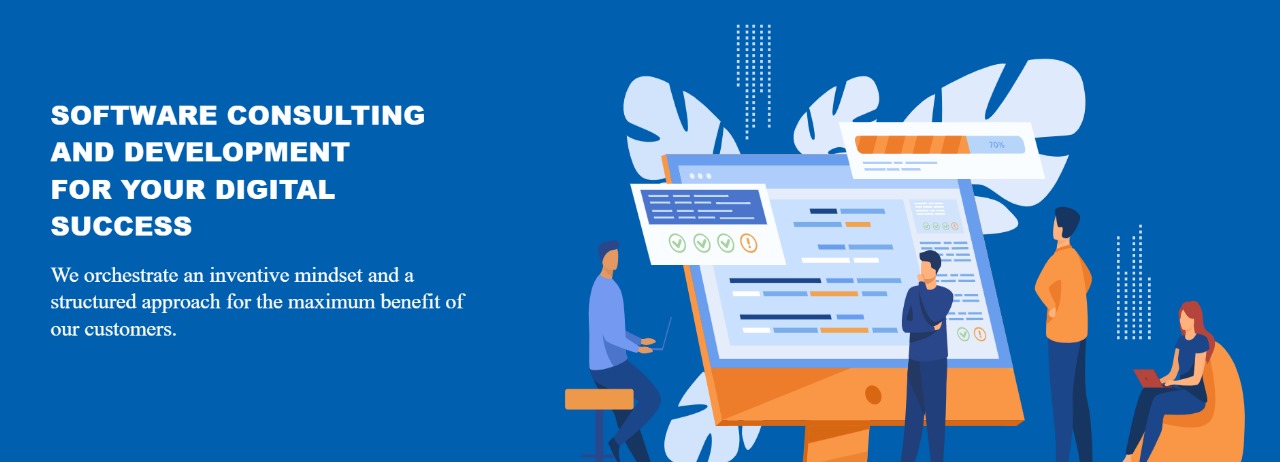 SOFTWARE CONSULTING
AND DEVELOPMENT
FOR YOUR DIGITAL
SUCCESS
We orchestrate an inventive mindset and a
structured approach for the maximum benefit of
our customers.
70%